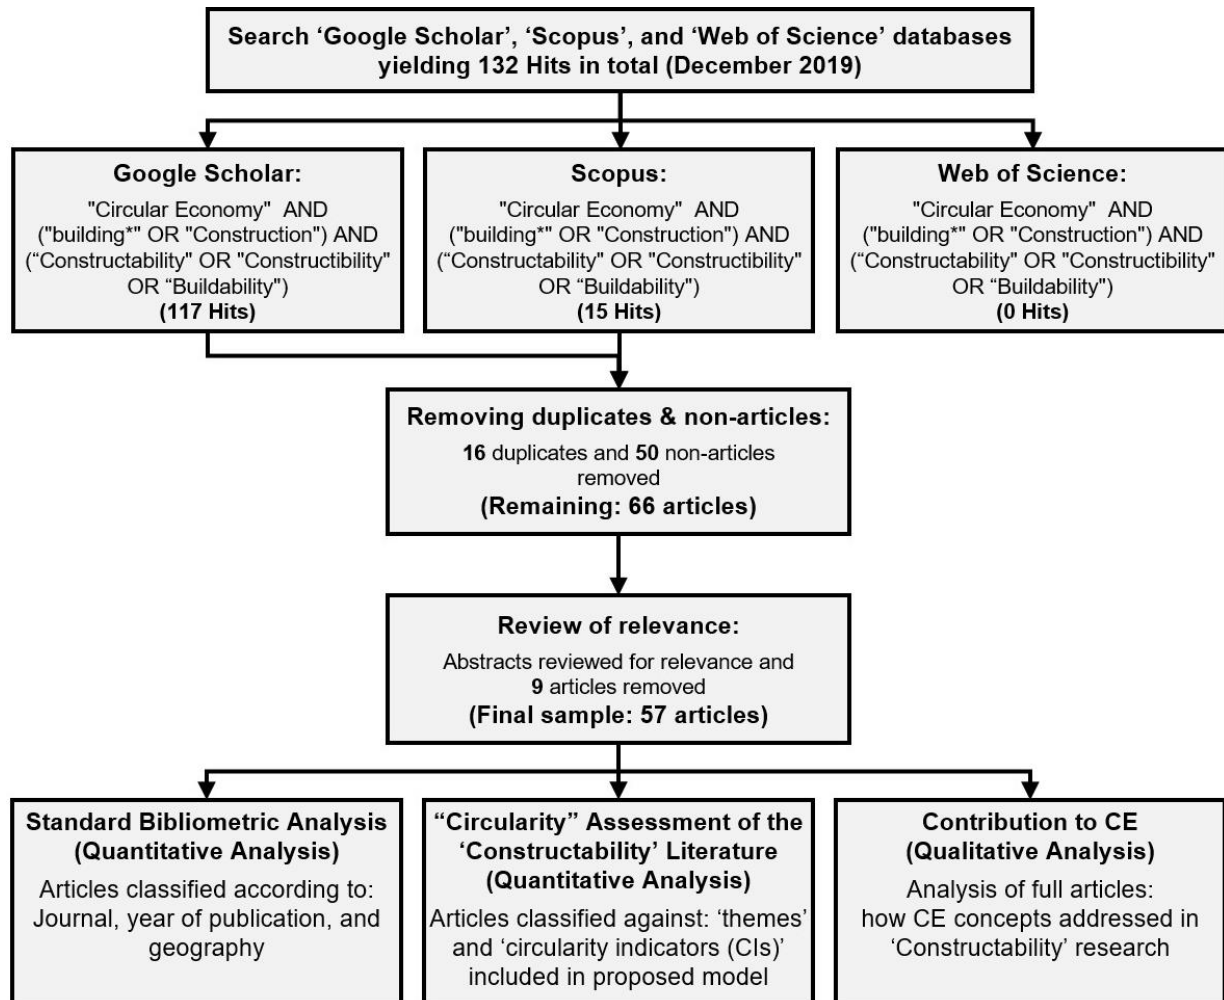 Search ‘Google Scholar’, ‘Scopus’, and ‘Web of Science’ databases
yielding 132 Hits in total (December 2019)
Google Scholar:
"Circular Economy" AND
("building*" OR "Construction") AND
(“Constructability" OR "Constructibility"
OR “Buildability")
(117 Hits)
Scopus:
"Circular Economy" AND
("building*" OR "Construction") AND
(“Constructability" OR "Constructibility"
OR “Buildability")
(15 Hits)
Web of Science:
"Circular Economy" AND
("building*" OR "Construction") AND
(“Constructability" OR "Constructibility"
OR “Buildability")
(0 Hits)
Removing duplicates & non-articles:
16 duplicates and 50 non-articles
removed
(Remaining: 66 articles)
Review of relevance:
Abstracts reviewed for relevance and
9 articles removed
(Final sample: 57 articles)
Standard Bibliometric Analysis
(Quantitative Analysis)
Articles classified according to:
Journal, year of publication, and
geography
“Circularity” Assessment of the
‘Constructability’ Literature
(Quantitative Analysis)
Articles classified against: ‘themes’
and ‘circularity indicators (CIs)’
included in proposed model
Contribution to CE
(Qualitative Analysis)
Analysis of full articles:
how CE concepts addressed in
‘Constructability’ research